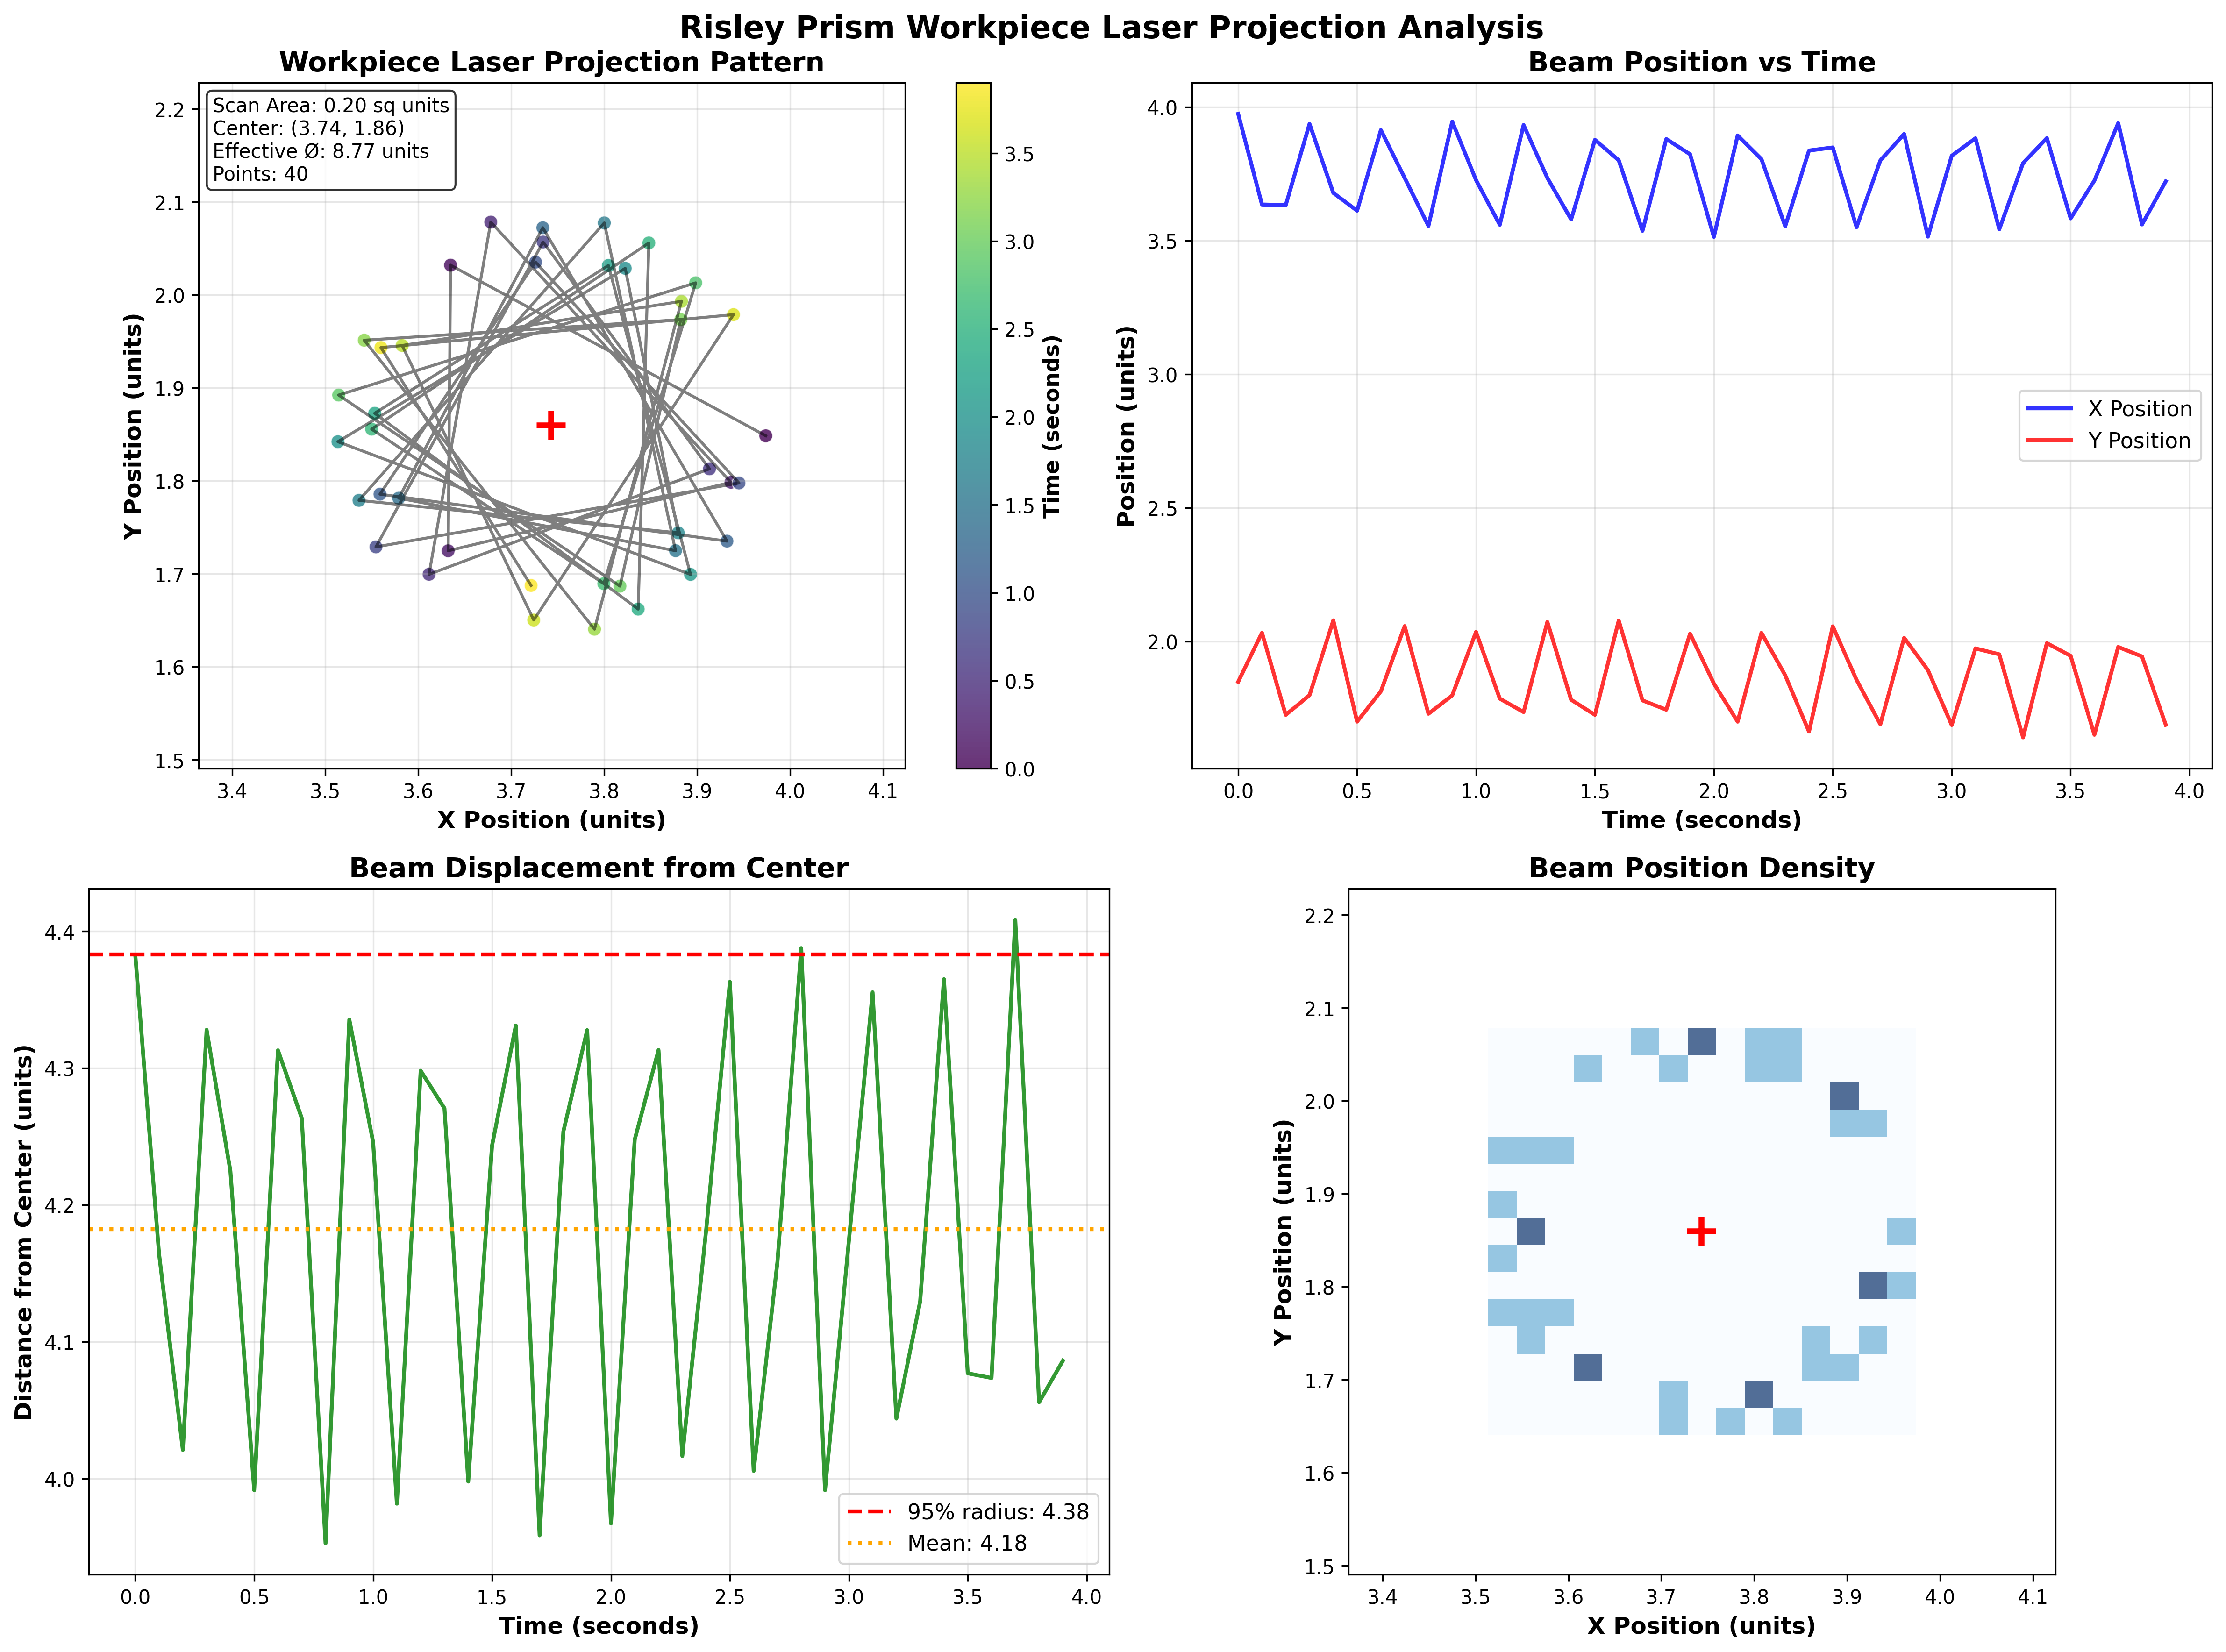 Risley Prism Workpiece Laser Projection Analysis
Workpiece Laser Projection Pattern
Scan Area: 0.20 sq units
Center: (3.74, 1.86)
Effective Ø: 8.77 units
Points: 40
2.2
2.1
2.0
1.9
1.8
1.7
1.6
1.5
Y Position (units)
3.4 3.5 3.6 3.7 3.8 3.9 4.0 4.1
X Position (units)
3.5
3.0
2.5
2.0
1.5
1.0
0.5
0.0
Time (seconds)
Beam Position vs Time
4.0
3.5
3.0
2.5
2.0
Position (units)
X Position
Y Position
0.0 0.5 1.0 1.5 2.0 2.5 3.0 3.5 4.0
Time (seconds)
Beam Displacement from Center
4.4
4.3
4.2
4.1
4.0
Distance from Center (units)
95% radius: 4.38
Mean: 4.18
0.0 0.5 1.0 1.5 2.0 2.5 3.0 3.5 4.0
Time (seconds)
Beam Position Density
2.2
2.1
2.0
1.9
1.8
1.7
1.6
1.5
Y Position (units)
3.4 3.5 3.6 3.7 3.8 3.9 4.0 4.1
X Position (units)